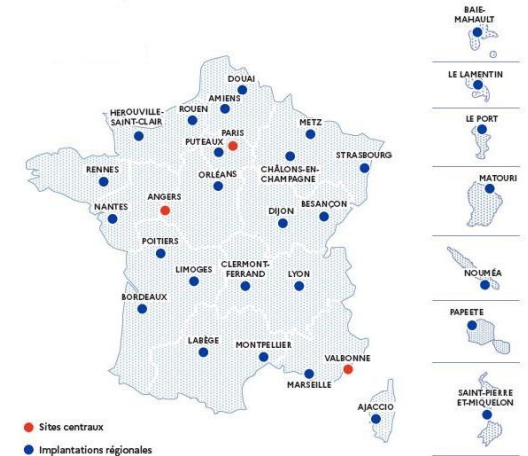 DOUAI
AMIENS
HEROUVILLE-
SAINT-CLAIR
ROUEN
PARIS
PUTEAUX
METZ
STRASBOURG
CHÂLONS-EN-
CHAMPAGNE
RENNES
ORLÉANS
ANGERS
NANTES
DIJON
BESANÇON
POITIERS
LIMOGES
CLERMONT-
FERRAND
LYON
BORDEAUX
LABÈGE
MONTPELLIER
VALBONNE
MARSEILLE
AJACCIO
Sites centraux
Implantations régionales
BAIE-
MAHAULT
LE LAMENTIN
LE PORT
MATOURI
NOUMÉA
PAPEETE
SAINT-PIERRE
ET-MIQUELON